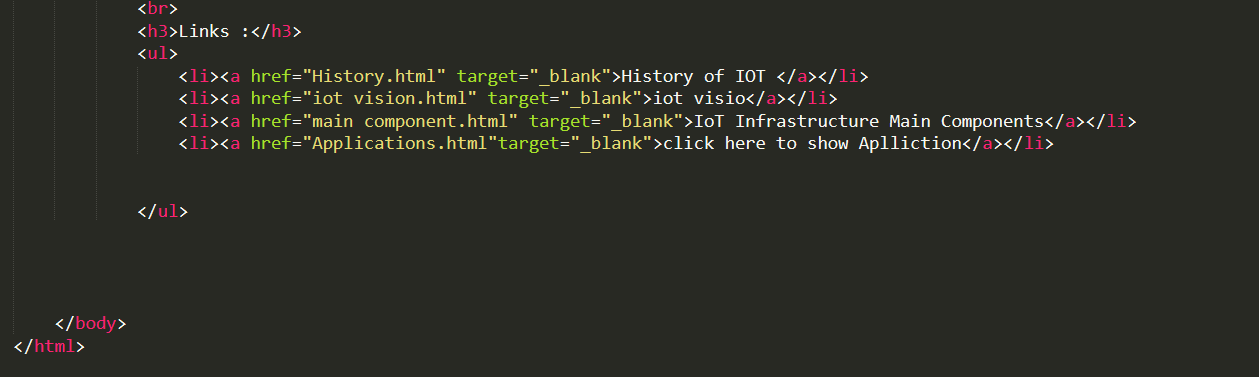 <br>
<h3>Links :</h3>
<ul>
<li><a href="History.html" target="_blank">History of IOT </a></li>
<li><a href="iot vision.html" target="_blank">iot visio</a></li>
<li><a href="main component.html" target="_blank">IoT Infrastructure Main Components</a></li>
<li><a href="Applications.html"target="_blank">click here to show Aplliction</a></li>
</ul>
</body>
</html>